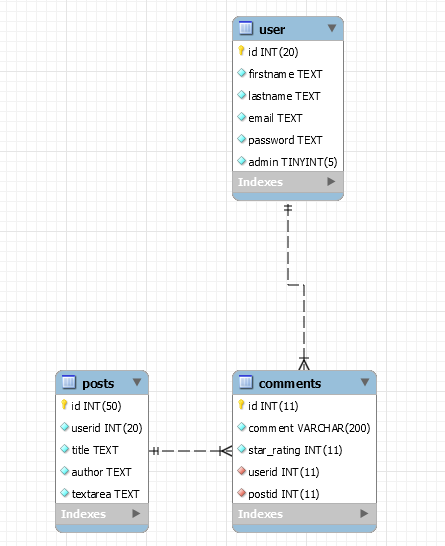 user
id INT(20)
firstname TEXT
lastname TEXT
email TEXT
password TEXT
admin TINYINT(5)
Indexes
posts
id INT(50)
userid INT(20)
title TEXT
author TEXT
textarea TEXT
Indexes
comments
id INT(11)
comment VARCHAR(200)
star_rating INT(11)
userid INT(11)
postid INT(11)
Indexes